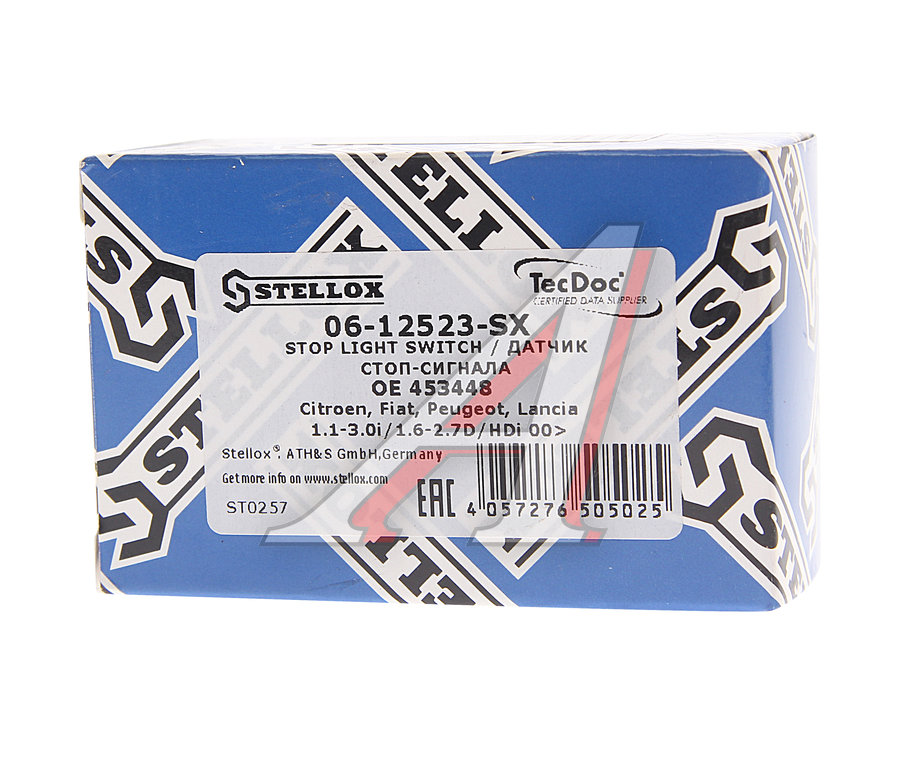 STELLOX
TecDoc®
CERTIFIED DATA SUPPLIER
06-12523-SX
STOP LIGHT SWITCH / ДАТЧИК
СТОП-СИГНАЛА
OE 453448
Citroen, Fiat, Peugeot, Lancia
1.1-3.0i/1.6-2.7D/HDi 00>
Stellox® ATH&S GmbH,Germany
Get more info on www.stellox.com
ST0257
EAC
4 057276 505025